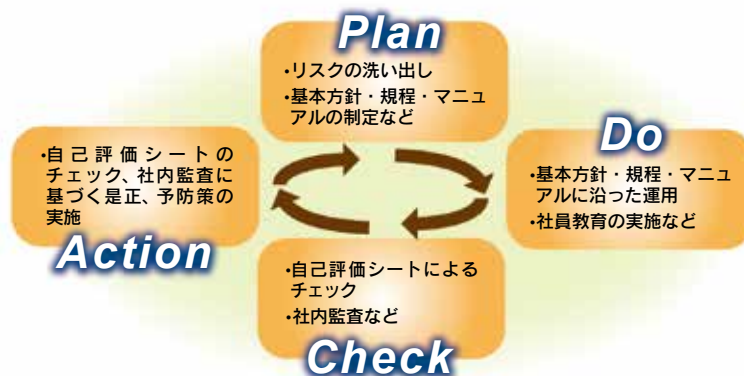 Plan
・リスクの洗い出し
・基本方針・規程・マニュ
アルの制定など
Do
・基本方針・規程・マニュ
アルに沿った運用
・社員教育の実施など
・自己評価シートによる
チェック
・社内監査など
Check
・自己評価シートの
チェック、社内監査に
基づく是正、予防策の
実施
Action